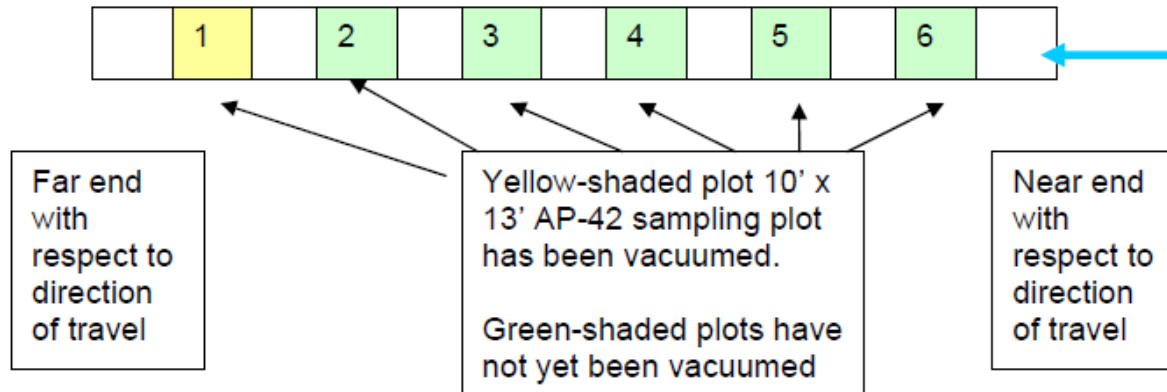 1 2 3 4 5 6
Far end
with
respect to
direction
of travel
Yellow-shaded plot 10' x
13' AP-42 sampling plot
has been vacuumed.
Green-shaded plots have
not yet been vacuumed
Near end
with
respect to
direction
of travel